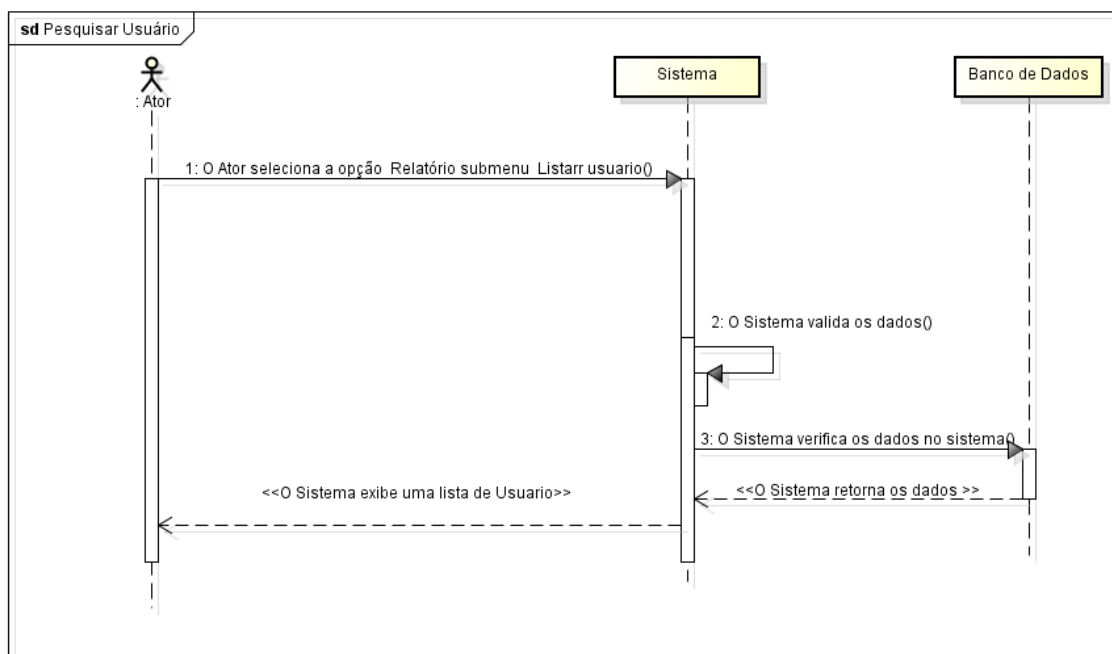 sd Pesquisar Usuário
: Ator
Sistema
Banco de Dados
1: O Ator seleciona a opção Relatório submenu Listarr usuario()
2: O Sistema valida os dados()
3: O Sistema verifica os dados no sistema()
<<O Sistema retorna os dados >>
<<O Sistema exibe uma lista de Usuario>>